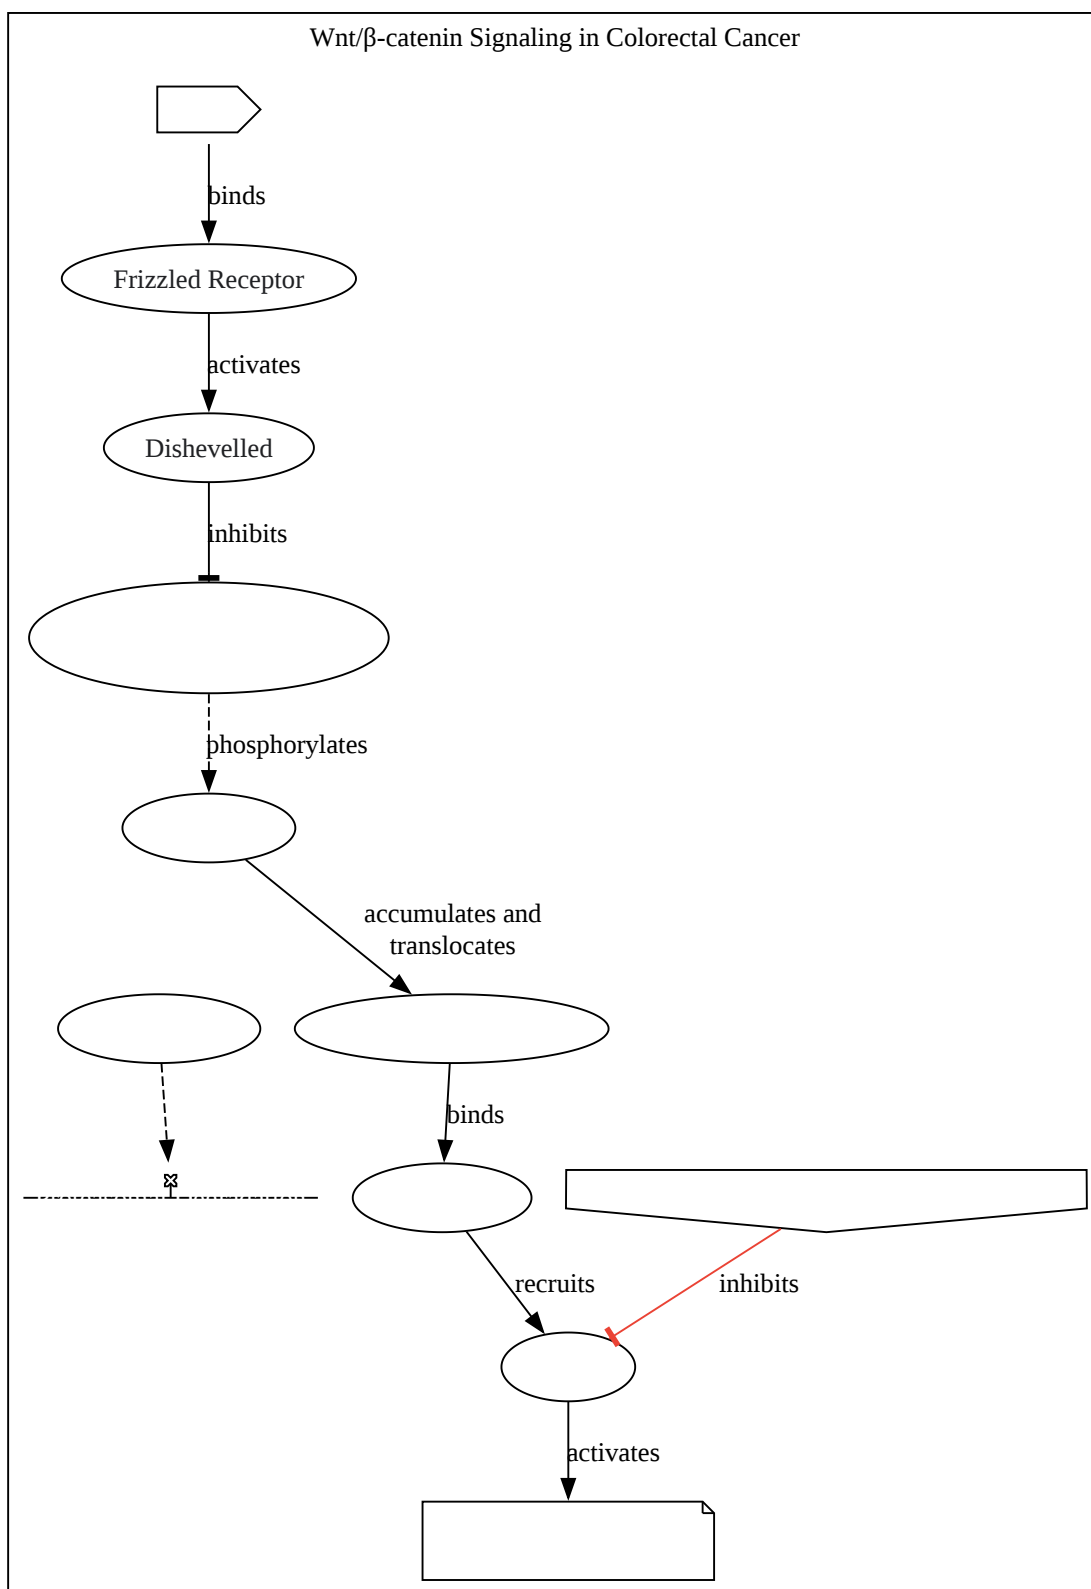 Wnt/β-catenin Signaling in Colorectal Cancer
binds
Frizzled Receptor
activates
Dishevelled
inhibits
phosphorylates
accumulates and
translocates
binds
recruits
inhibits
activates